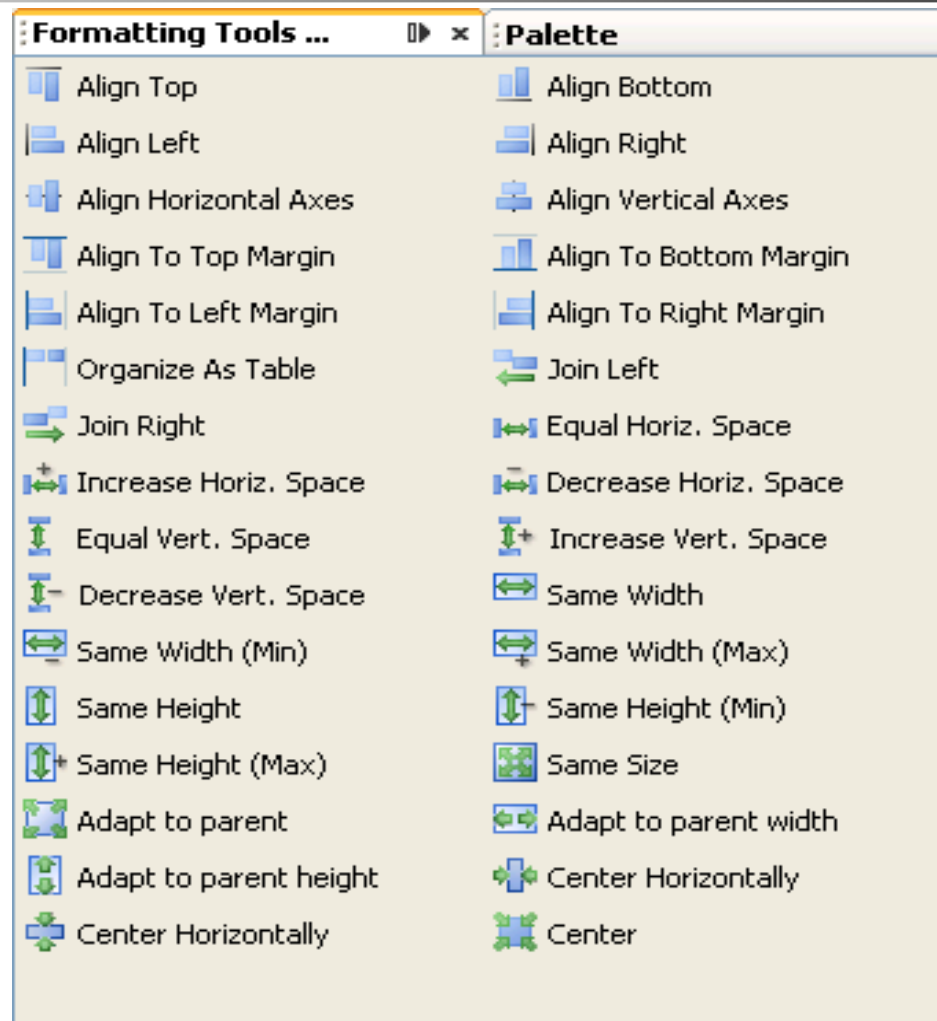 Formatting Tools ...
Palette
Align Top
Align Bottom
Align Left
Align Right
Align Horizontal Axes
Align Vertical Axes
Align To Top Margin
Align To Bottom Margin
Align To Left Margin
Align To Right Margin
Organize As Table
Join Left
Join Right
Equal Horiz. Space
Increase Horiz. Space
Decrease Horiz. Space
Equal Vert. Space
Increase Vert. Space
Decrease Vert. Space
Same Width
Same Width (Min)
Same Width (Max)
Same Height
Same Height (Min)
Same Height (Max)
Same Size
Adapt to parent
Adapt to parent width
Adapt to parent height
Center Horizontally
Center Horizontally
Center